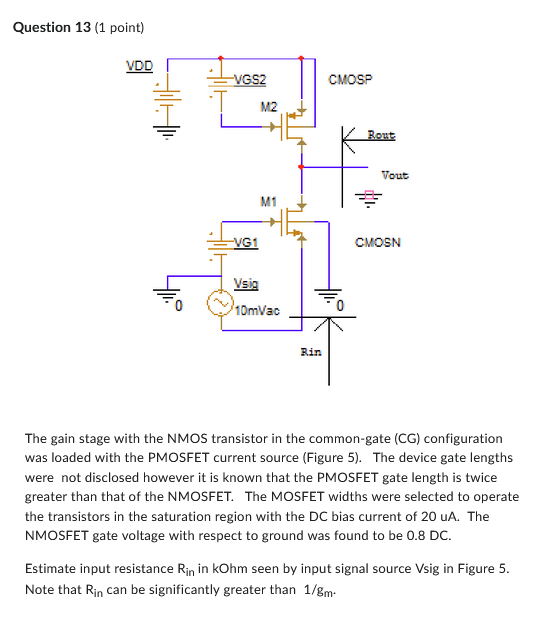 Question 13 (1 point)
VDD
VGS2
CMOSP
M2
Rout
Vout
M1
VG1
CMOSN
Vsig
0
10mVac
0
Rin
The gain stage with the NMOS transistor in the common-gate (CG) configuration
was loaded with the PMOSFET current source (Figure 5). The device gate lengths
were not disclosed however it is known that the PMOSFET gate length is twice
greater than that of the NMOSFET. The MOSFET widths were selected to operate
the transistors in the saturation region with the DC bias current of 20 uA. The
NMOSFET gate voltage with respect to ground was found to be 0.8 DC.
Estimate input resistance Rin in kOhm seen by input signal source Vsig in Figure 5.
Note that Rin can be significantly greater than 1/gm.